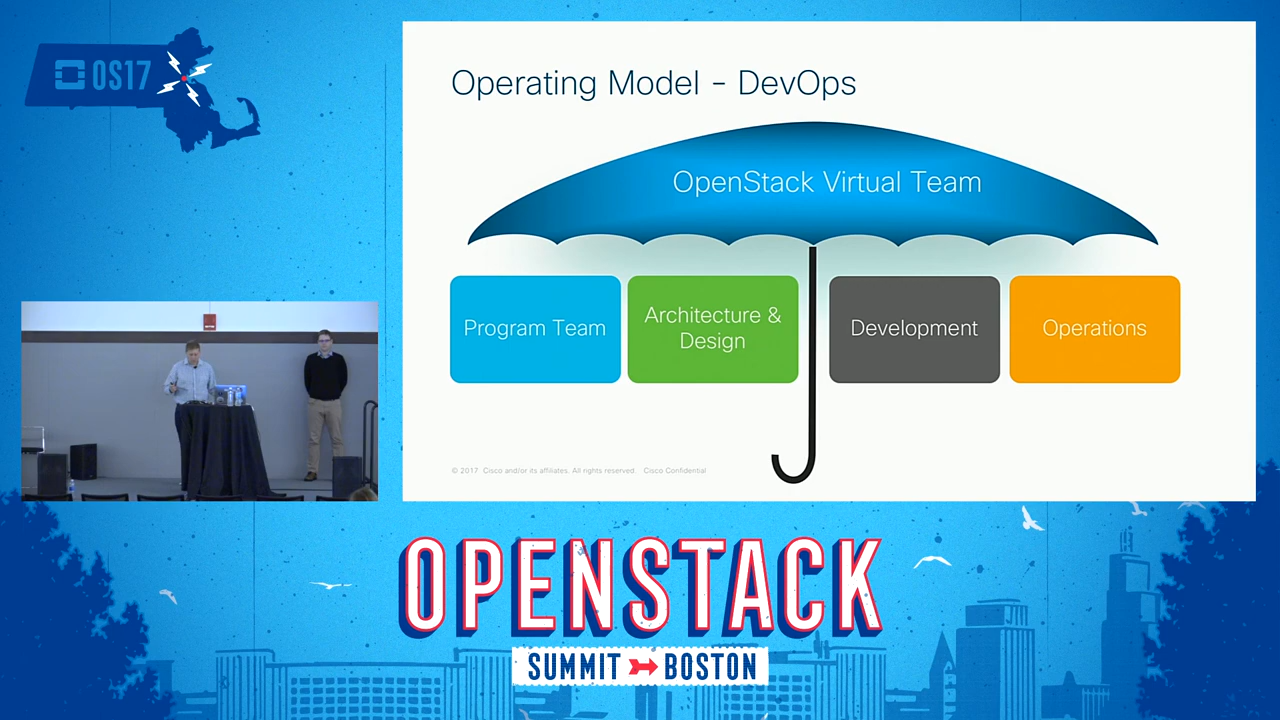 OS17
Operating Model - DevOps
OpenStack Virtual Team
Program Team
Architecture &
Design
Development
Operations
© 2017 Cisco and/or its affiliates. All rights reserved. Cisco Confidential
OPENSTACK
SUMMIT BOSTON